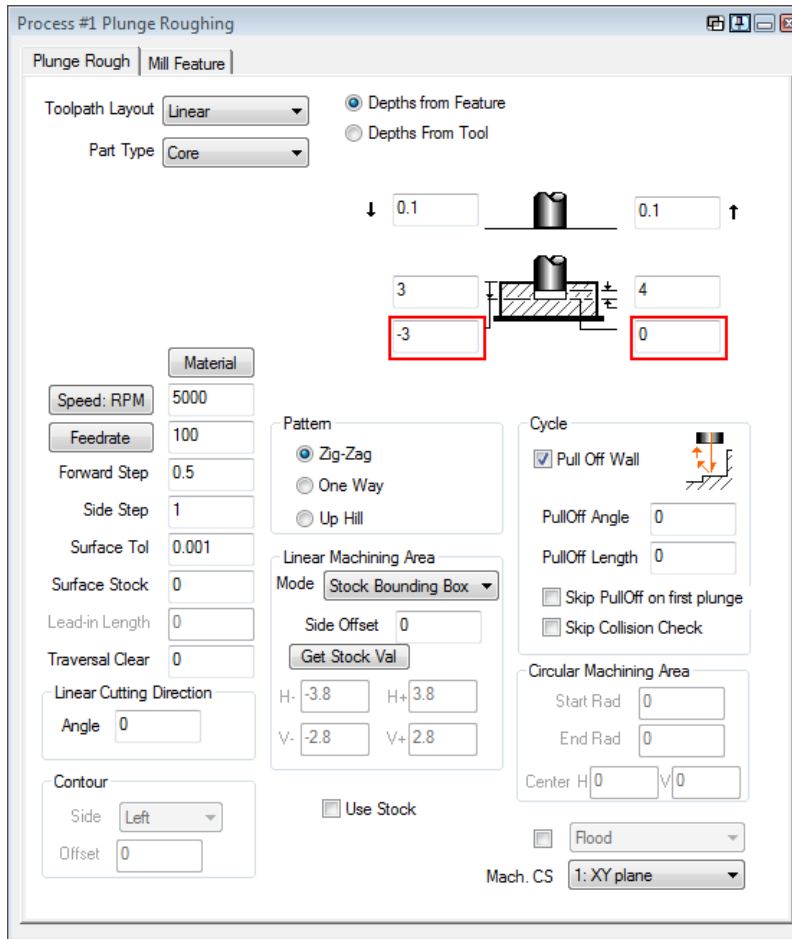 Process #1 Plunge Roughing
Plunge Rough Mill Feature
Toolpath Layout Linear Depths from Feature
Depths From Tool
Part Type Core
0.1 0.1
3 4
-3 0
Material
Speed: RPM 5000
Feedrate 100
Forward Step 0.5
Side Step 1
Surface Tol 0.001
Surface Stock 0
Lead-in Length 0
Traversal Clear 0
Linear Cutting Direction
Angle 0
Contour
Side Left
Offset 0
Pattern
Zig-Zag
One Way
Up Hill
Linear Machining Area
Mode Stock Bounding Box
Side Offset 0
Get Stock Val
H- -3.8 H+ 3.8
V- -2.8 V+ 2.8
Use Stock
Cycle
Pull Off Wall
PullOff Angle 0
PullOff Length 0
Skip PullOff on first plunge
Skip Collision Check
Circular Machining Area
Start Rad 0
End Rad 0
Center H 0 V 0
Flood
Mach. CS 1: XY plane